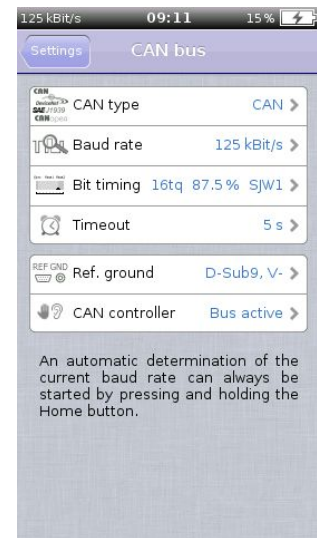 125 kBit/s 09:11 15%
Settings CAN bus
CAN
DeviceNet
SAE J1939
CANopen
CAN type CAN
Baud rate 125 kBit/s
Bit timing 16tq 87.5% SJW1
Timeout 5 s
REF GND
Ref. ground D-Sub9, V-
CAN controller Bus active
An automatic determination of the
current baud rate can always be
started by pressing and holding the
Home button.